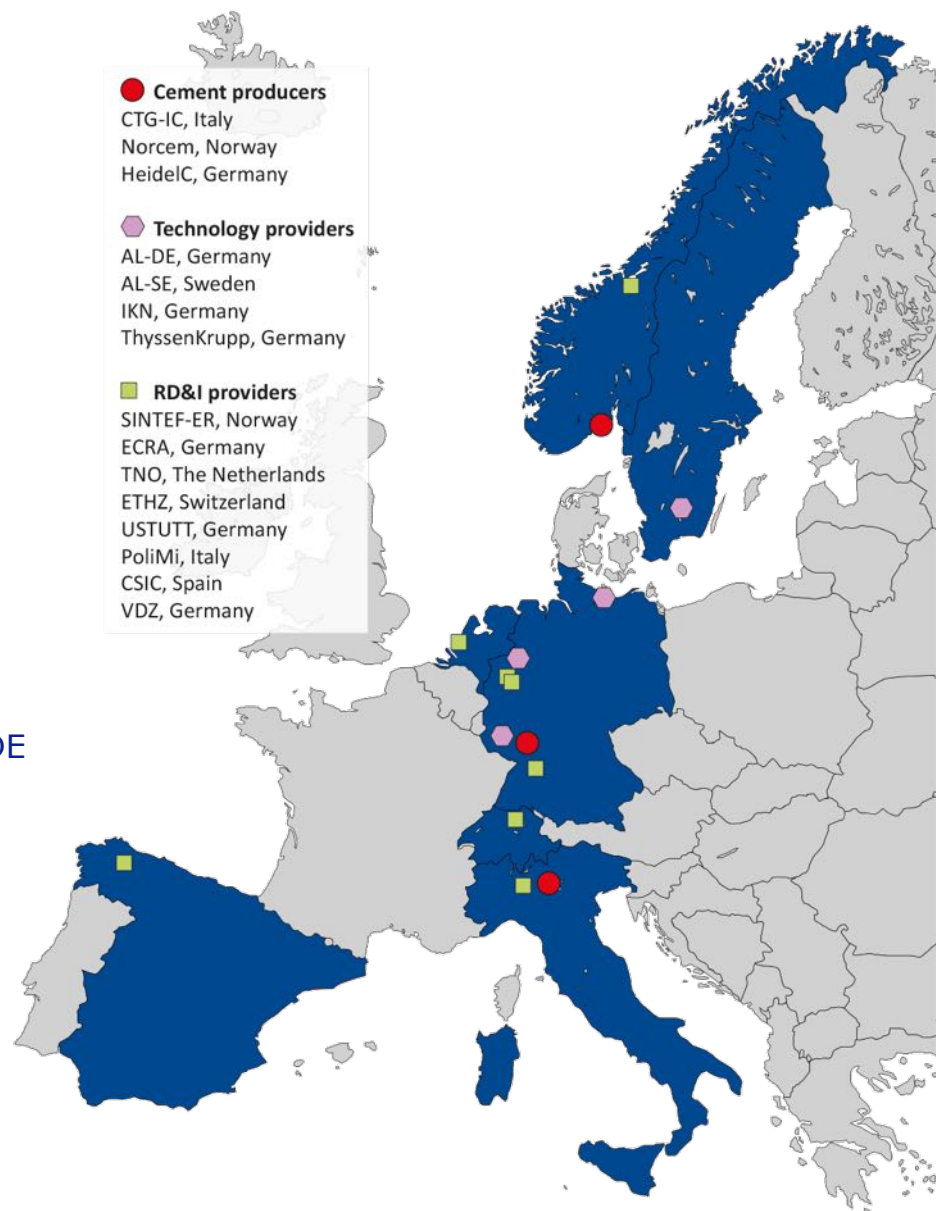 Cement producers
CTG-IC, Italy
Norcem, Norway
HeidelC, Germany
Technology providers
AL-DE, Germany
AL-SE, Sweden
IKN, Germany
ThyssenKrupp, Germany
RD&I providers
SINTEF-ER, Norway
ECRA, Germany
TNO, The Netherlands
ETHZ, Switzerland
USTUTT, Germany
PoliMi, Italy
CSIC, Spain
VDZ, Germany